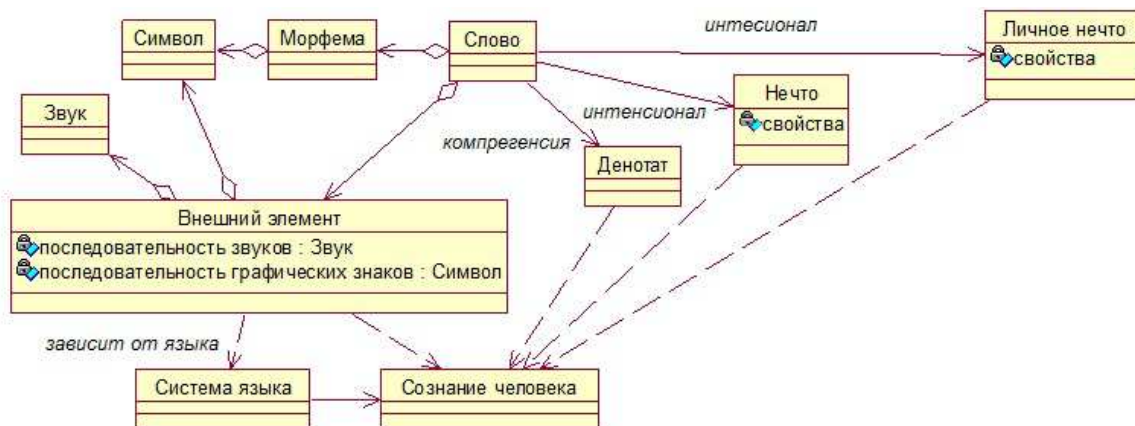 Символ
Морфема
Слово
интесионал
Личное нечто
свойства
Звук
Нечто
свойства
интенсионал
компрегенсия
Денотат
Внешний элемент
последовательность звуков : Звук
последовательность графических знаков : Символ
зависит от языка
Система языка
Сознание человека